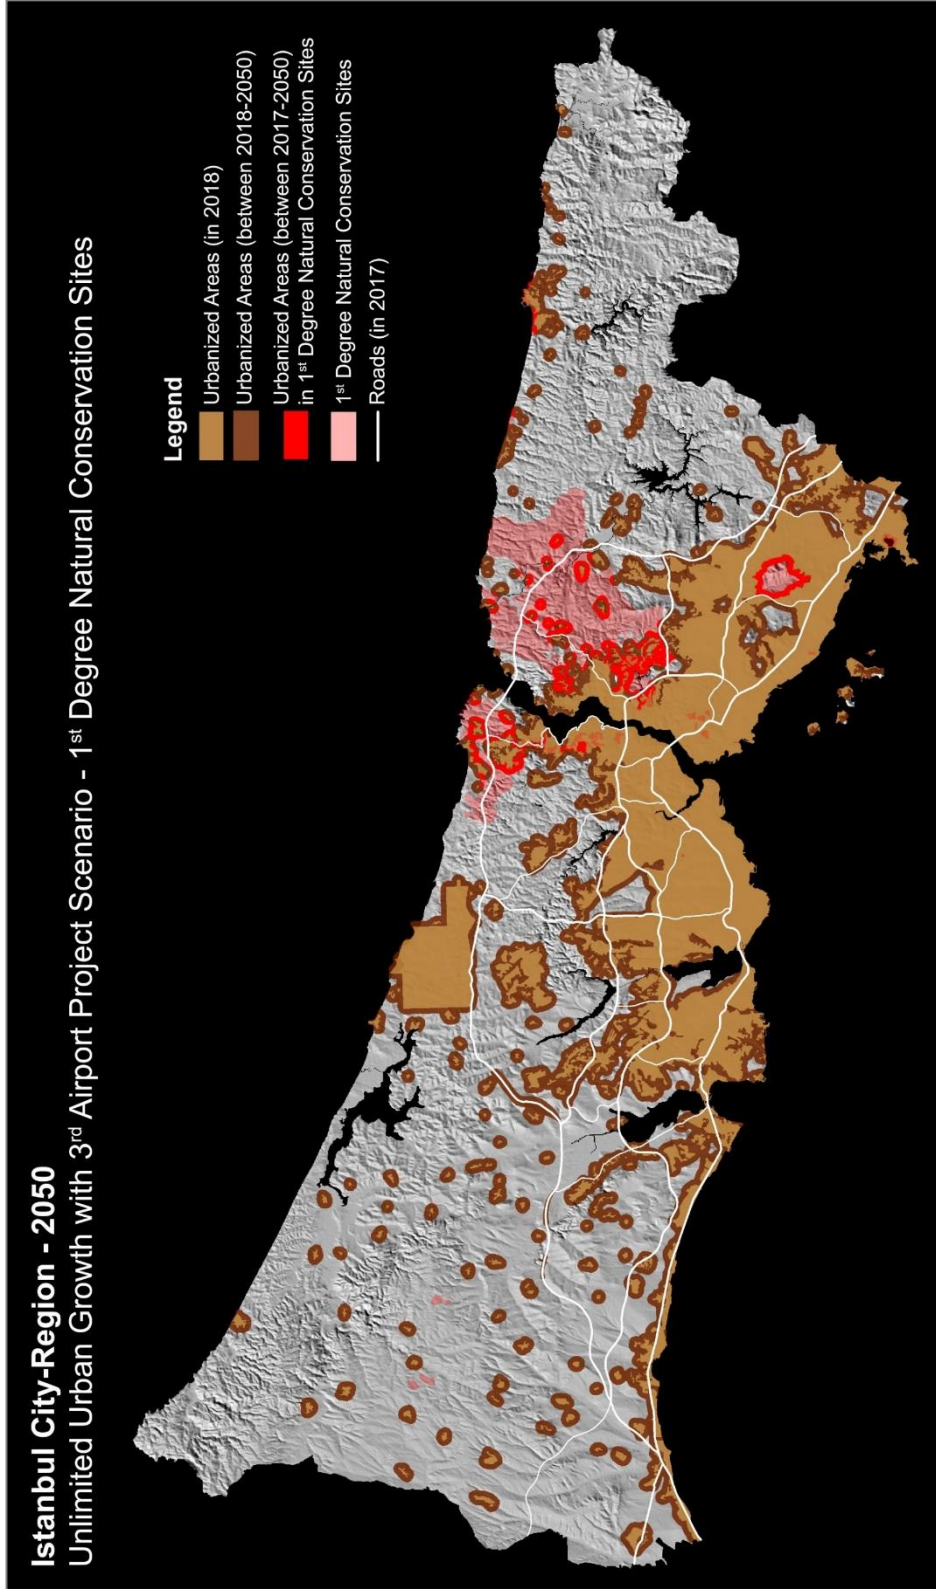 Istanbul City-Region - 2050
Unlimited Urban Growth with 3rd Airport Project Scenario - 1st Degree Natural Conservation Sites
Legend
Urbanized Areas (in 2018)
Urbanized Areas (between 2018-2050)
Urbanized Areas (between 2017-2050)
in 1st Degree Natural Conservation Sites
1st Degree Natural Conservation Sites
Roads (in 2017)